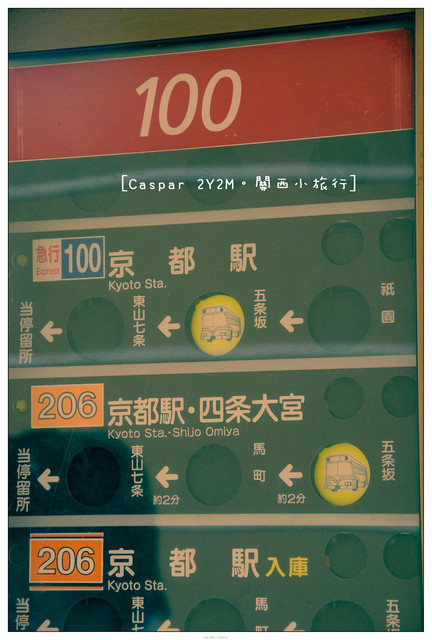 100
[Caspar 2Y2M。關西小旅行]
急行 Express 100 京都駅
Kyoto Sta.
当停留所 東山七条 五条坂 祇園
206 京都駅・四条大宮
Kyoto Sta.・Shijo Omiya
当停留所 東山七条 馬町 五条坂
約2分 約2分
206 京都駅 入庫
Kyoto Sta.
当停 東山七 馬町 五条